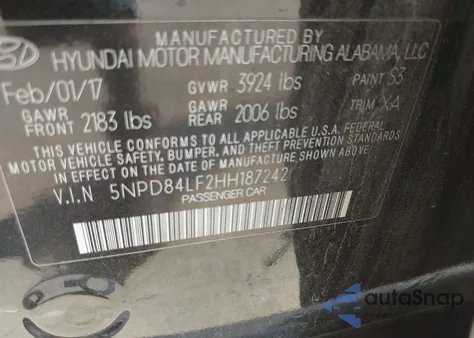 MANUFACTURED BY
HYUNDAI MOTOR MANUFACTURING ALABAMA, LLC
Feb/01/17 GVWR 3924 lbs PAINT S3
GAWR FRONT 2183 lbs GAWR REAR 2006 lbs TRIM XA
THIS VEHICLE CONFORMS TO ALL APPLICABLE U.S.A. FEDERAL
MOTOR VEHICLE SAFETY, BUMPER, AND THEFT PREVENTION STANDARDS
IN EFFECT ON THE DATE OF MANUFACTURE SHOWN ABOVE.
V.I.N 5NPD84LF2HH187242
PASSENGER CAR
autoSnap